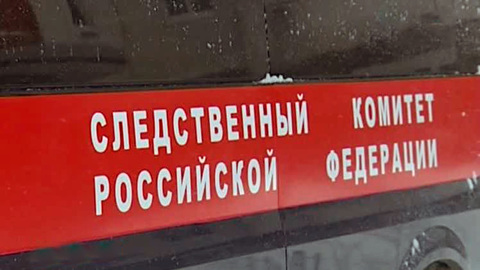 СЛЕДСТВЕННЫЙ КОМИТЕТ
РОССИЙСКОЙ ФЕДЕРАЦИИ